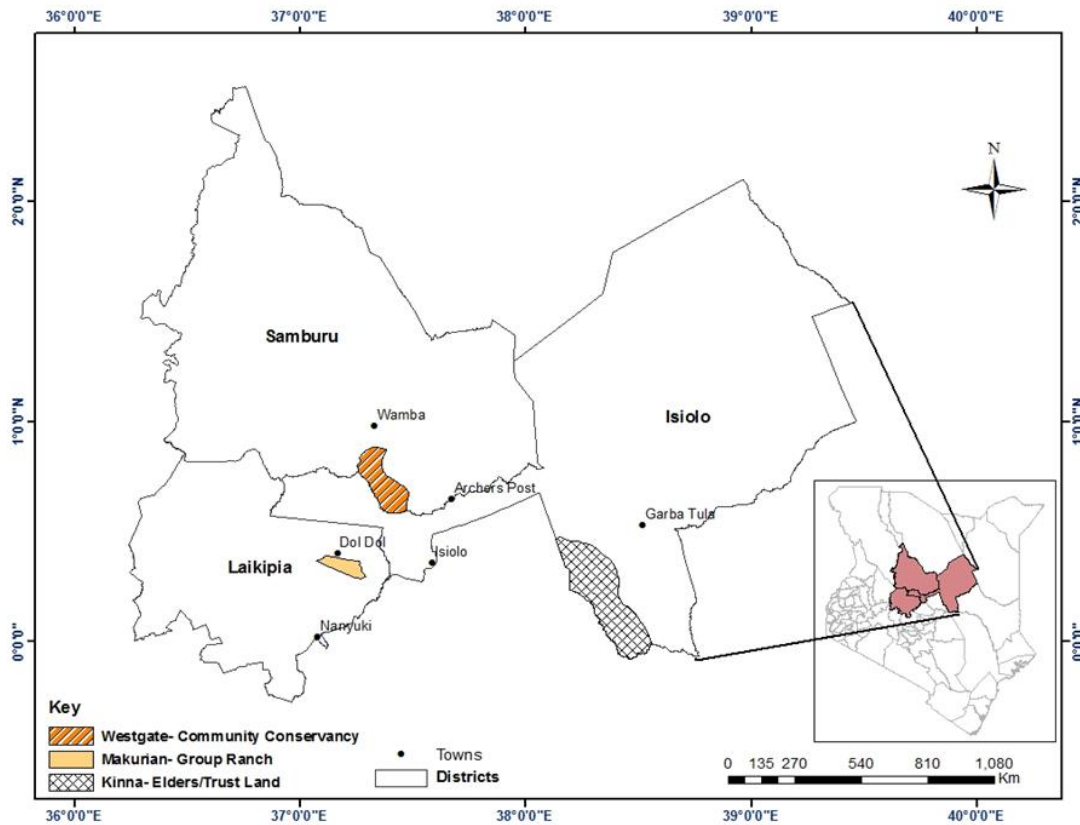 36°0'0"E 37°0'0"E 38°0'0"E 39°0'0"E 40°0'0"E
N
2°0'0"N 2°0'0"N
Samburu
Wamba
Isiolo
1°0'0"N 1°0'0"N
Archers Post
Garba Tula
Dol Dol
Isiolo
Laikipia
Nanyuki
0°0'0" 0°0'0"
Key
Westgate- Community Conservancy
Makurian- Group Ranch
Kinna- Elders/Trust Land
Towns
Districts
0 135 270 540 810 1,080
Km
36°0'0"E 37°0'0"E 38°0'0"E 39°0'0"E 40°0'0"E